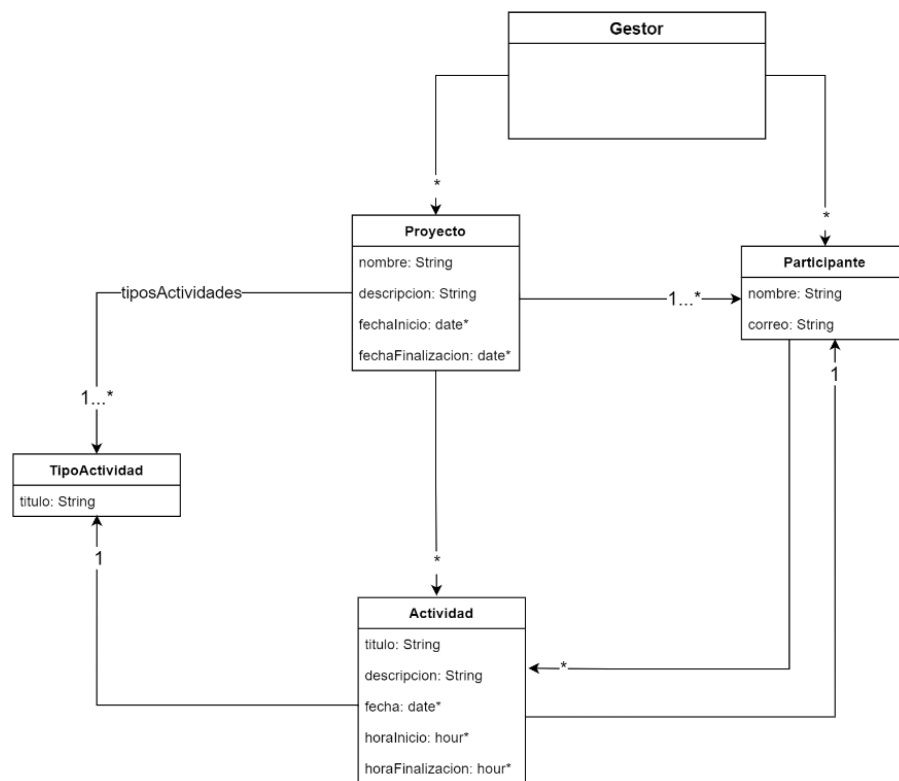 Gestor
*
*
Proyecto
nombre: String
descripcion: String
fechaInicio: date*
fechaFinalizacion: date*
Participante
nombre: String
correo: String
tiposActividades
1...*
1...*
1
TipoActividad
titulo: String
1
*
*
Actividad
titulo: String
descripcion: String
fecha: date*
horaInicio: hour*
horaFinalizacion: hour*